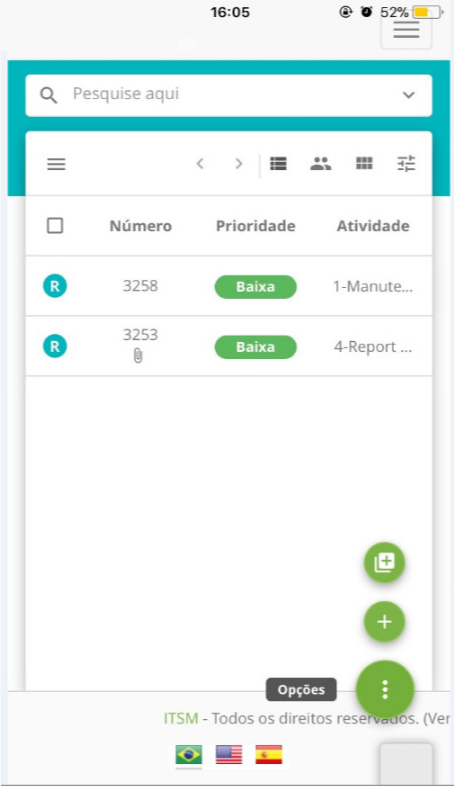 16:05
52%
Pesquise aqui
Número Prioridade Atividade
R 3258 Baixa 1-Manute...
R 3253 Baixa 4-Report ...
Opções
ITSM - Todos os direitos reservados. (Ver